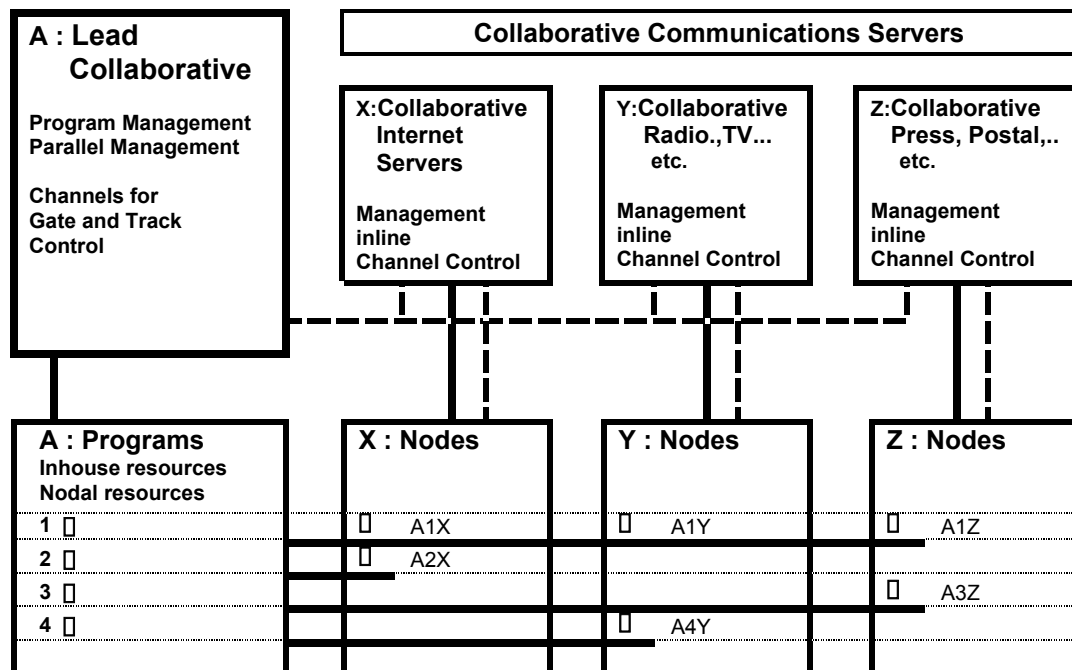 A : Lead
Collaborative
Program Management
Parallel Management
Channels for
Gate and Track
Control
Collaborative Communications Servers
X:Collaborative
Internet
Servers
Management
inline
Channel Control
Y:Collaborative
Radio.,TV...
etc.
Management
inline
Channel Control
Z:Collaborative
Press, Postal,..
etc.
Management
inline
Channel Control
A : Programs
Inhouse resources
Nodal resources
X : Nodes
Y : Nodes
Z : Nodes
1 A1X A1Y A1Z
2 A2X
3 A3Z
4 A4Y